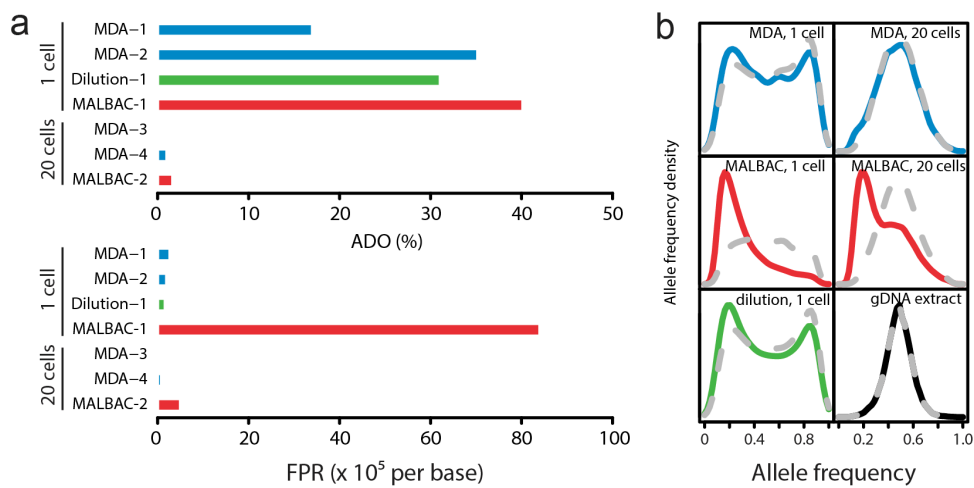 a
1 cell
MDA−1
MDA−2
Dilution−1
MALBAC-1
20 cells
MDA−3
MDA−4
MALBAC−2
0 10 20 30 40 50
ADO (%)
1 cell
MDA−1
MDA−2
Dilution−1
MALBAC-1
20 cells
MDA−3
MDA−4
MALBAC−2
0 20 40 60 80 100
FPR (x 10⁵ per base)
b
Allele frequency density
MDA, 1 cell
MDA, 20 cells
MALBAC, 1 cell
MALBAC, 20 cells
dilution, 1 cell
gDNA extract
0 0.4 0.8 0.2 0.6 1.0
Allele frequency